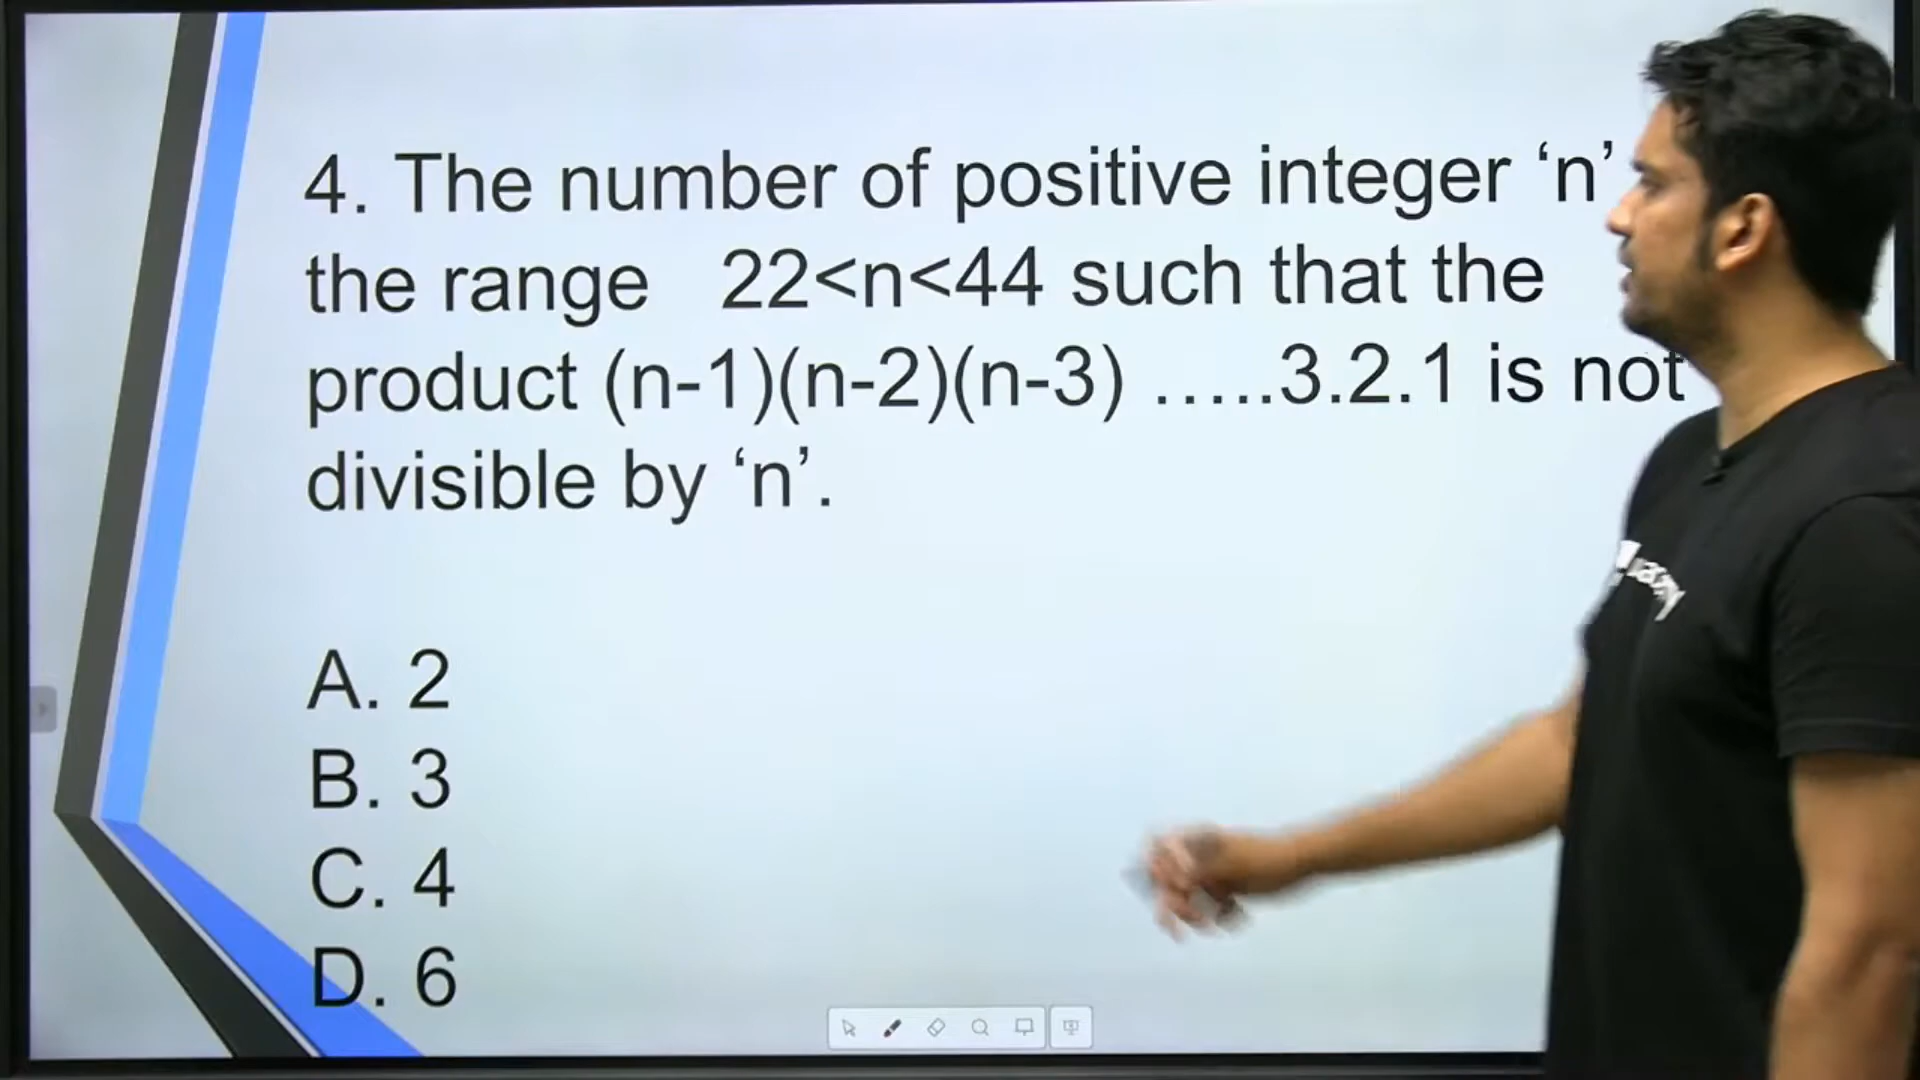 4. The number of positive integer ‘n’
the range 22<n<44 such that the
product (n-1)(n-2)(n-3) …..3.2.1 is not
divisible by ‘n’.
A. 2
B. 3
C. 4
D. 6